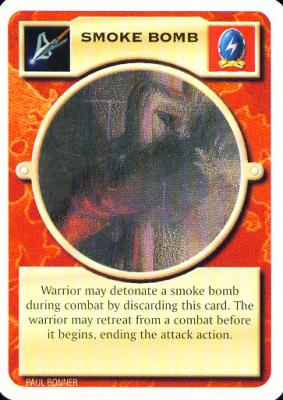 SMOKE BOMB
Warrior may detonate a smoke bomb
during combat by discarding this card. The
warrior may retreat from a combat before
it begins, ending the attack action.
PAUL BONNER